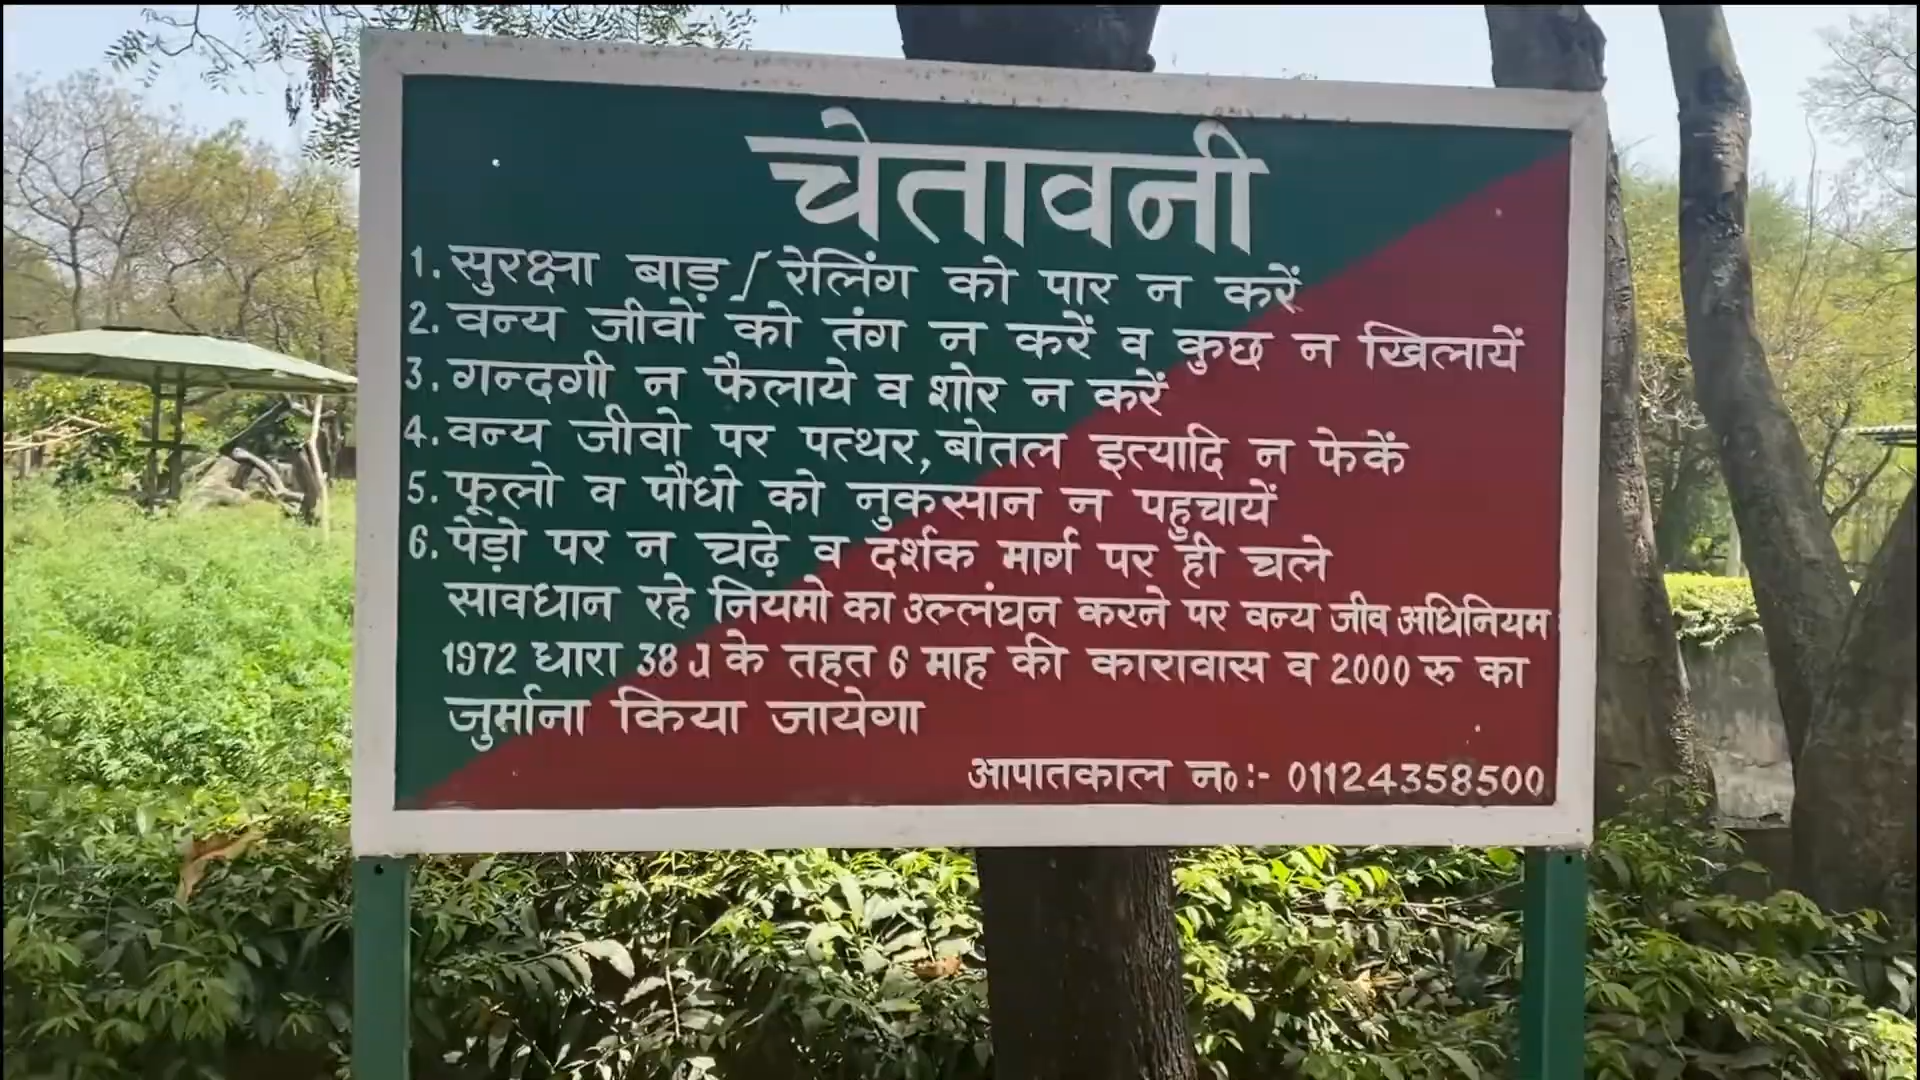 चेतावनी
1. सुरक्षा बाड़ / रेलिंग को पार न करें
2. वन्य जीवो को तंग न करें व कुछ न खिलायें
3. गन्दगी न फैलाये व शोर न करें
4. वन्य जीवो पर पत्थर, बोतल इत्यादि न फेकें
5. फूलो व पौधो को नुकसान न पहुचायें
6. पेड़ो पर न चढ़े व दर्शक मार्ग पर ही चले
सावधान रहे नियमो का उल्लंघन करने पर वन्य जीव अधिनियम
1972 धारा 38 J के तहत 6 माह की कारावास व 2000 रु का
जुर्माना किया जायेगा
आपातकाल न० :- 01124358500